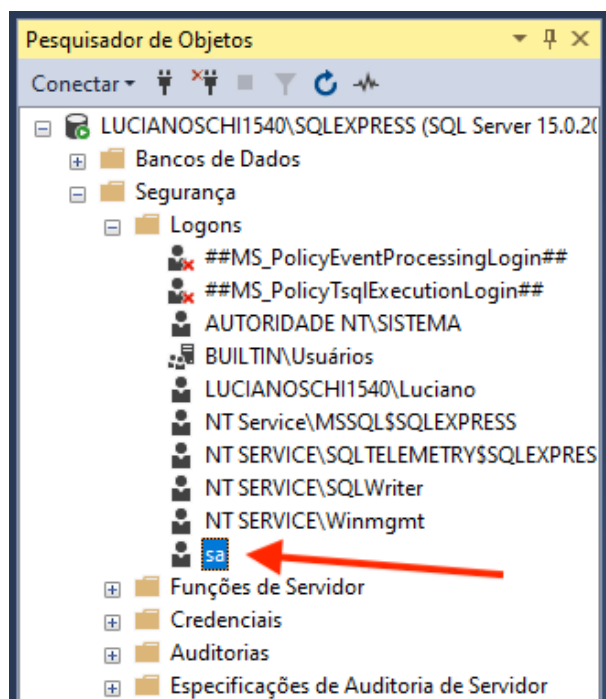 Pesquisador de Objetos
Conectar
LUCIANOSCHI1540\SQLEXPRESS (SQL Server 15.0.20
Bancos de Dados
Segurança
Logons
##MS_PolicyEventProcessingLogin##
##MS_PolicyTsqlExecutionLogin##
AUTORIDADE NT\SISTEMA
BUILTIN\Usuários
LUCIANOSCHI1540\Luciano
NT Service\MSSQL$SQLEXPRESS
NT SERVICE\SQLTELEMETRY$SQLEXPRES
NT SERVICE\SQLWriter
NT SERVICE\Winmgmt
sa
Funções de Servidor
Credenciais
Auditorias
Especificações de Auditoria de Servidor